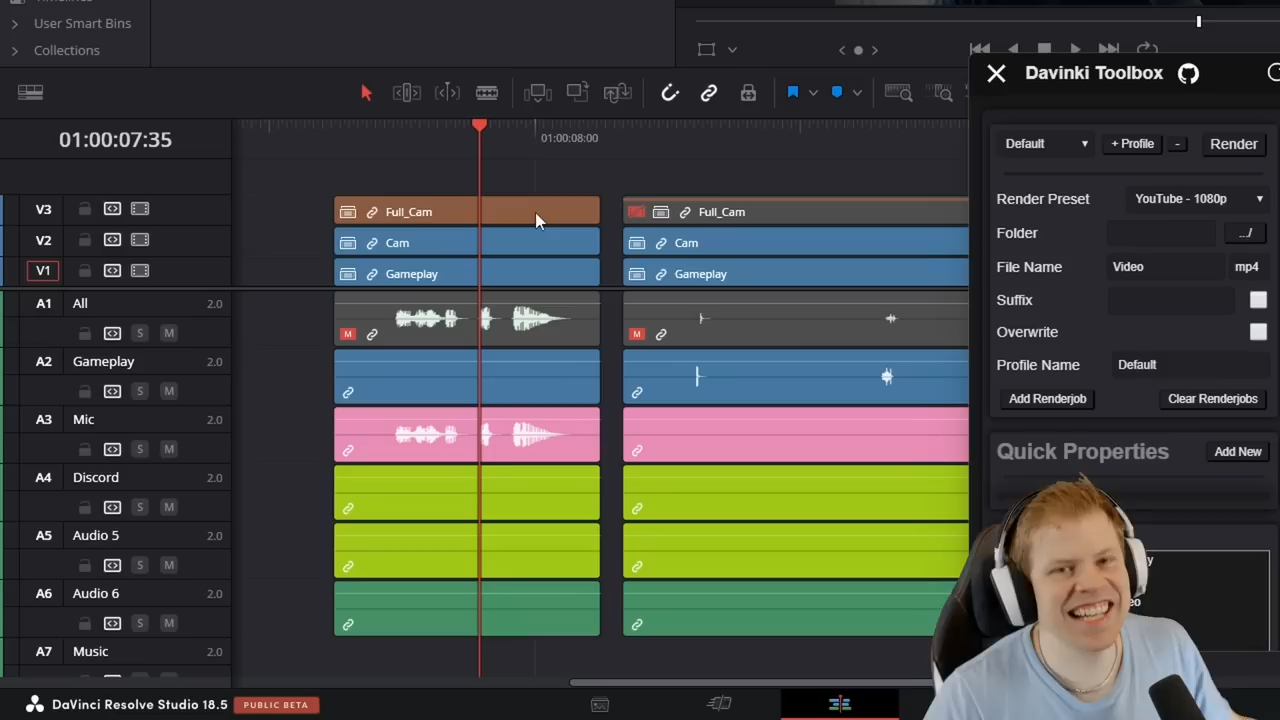 User Smart Bins
Collections
Davinki Toolbox
01:00:07:35
01:00:08:00
Default
+ Profile
-
Render
V3
Full_Cam
Full_Cam
Render Preset
YouTube - 1080p
V2
Cam
Cam
Folder
../
V1
Gameplay
Gameplay
File Name
Video
mp4
A1
All
2.0
Suffix
S
M
M
M
Overwrite
A2
Gameplay
2.0
Profile Name
Default
S
M
Add Renderjob
Clear Renderjobs
A3
Mic
2.0
S
M
Quick Properties
Add New
A4
Discord
2.0
S
M
A5
Audio 5
2.0
S
M
A6
Audio 6
2.0
S
M
A7
Music
2.0
DaVinci Resolve Studio 18.5
PUBLIC BETA